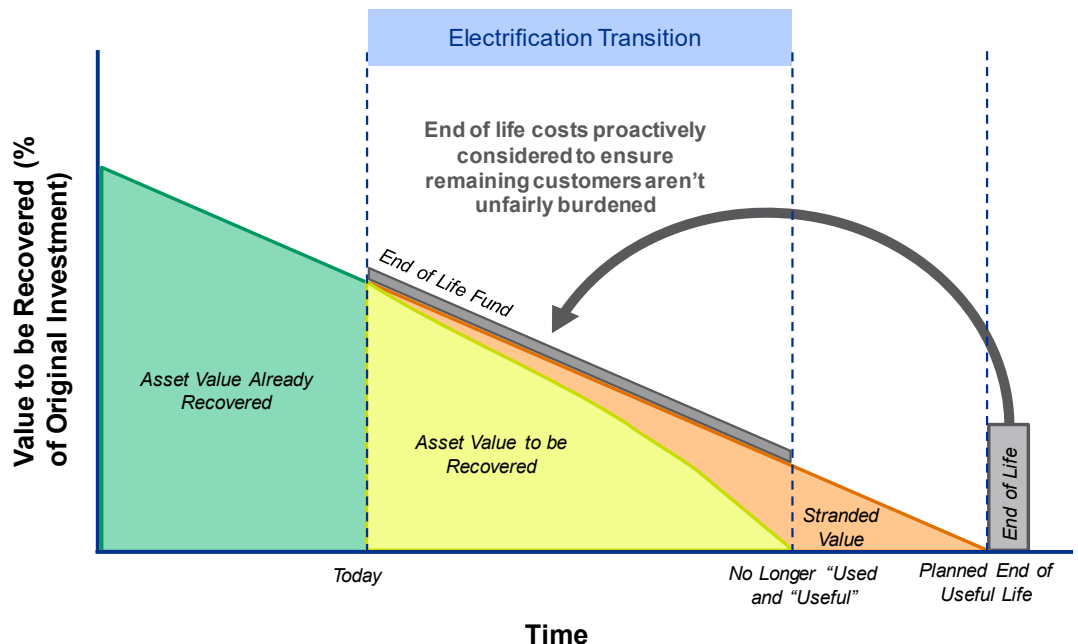 Electrification Transition
End of life costs proactively
considered to ensure
remaining customers aren't
unfairly burdened
Value to be Recovered (%
of Original Investment)
End of Life Fund
Asset Value Already
Recovered
Asset Value to be
Recovered
Stranded
Value
End of Life
Today
No Longer “Used
and “Useful”
Planned End of
Useful Life
Time